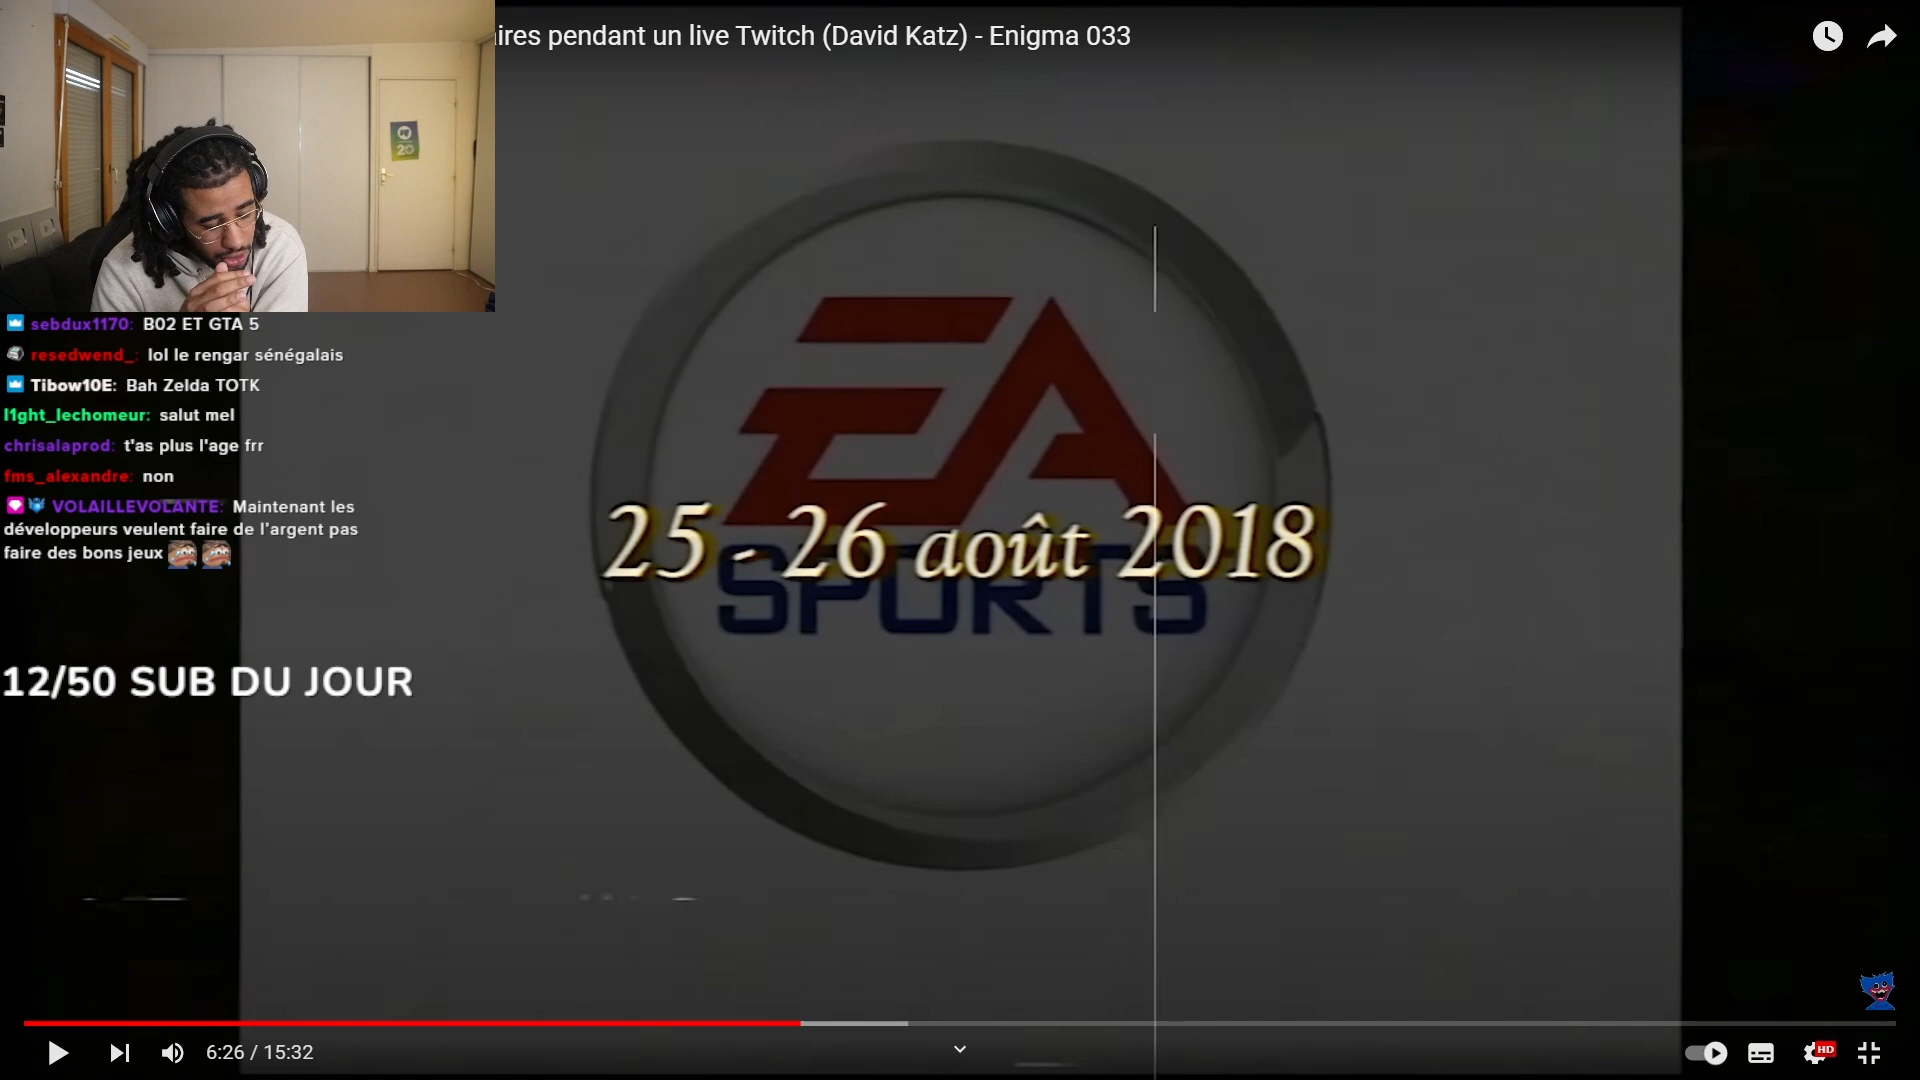 ires pendant un live Twitch (David Katz) - Enigma 033
20
sebdux1170: B02 ET GTA 5
resedwend_: lol le rengar sénégalais
Tibow10E: Bah Zelda TOTK
l1ght_lechomeur: salut mel
chrisalaprod: t'as plus l'age frr
fms_alexandre: non
VOLAILLEVOLANTE: Maintenant les
développeurs veulent faire de l'argent pas
faire des bons jeux
EA
25 - 26 août 2018
SPORTS
12/50 SUB DU JOUR
6:26 / 15:32
HD